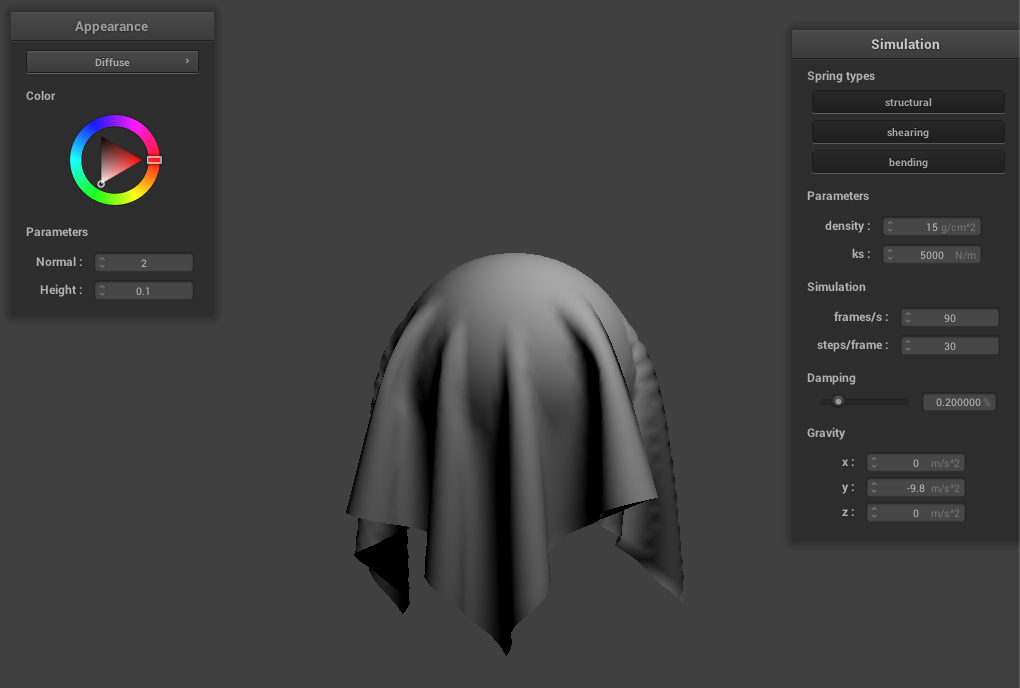 Appearance
Diffuse ›
Color
Parameters
Normal : 2
Height : 0.1
Simulation
Spring types
structural
shearing
bending
Parameters
density : 15 g/cm^2
ks : 5000 N/m
Simulation
frames/s : 90
steps/frame : 30
Damping
0.200000 %
Gravity
x : 0 m/s^2
y : -9.8 m/s^2
z : 0 m/s^2